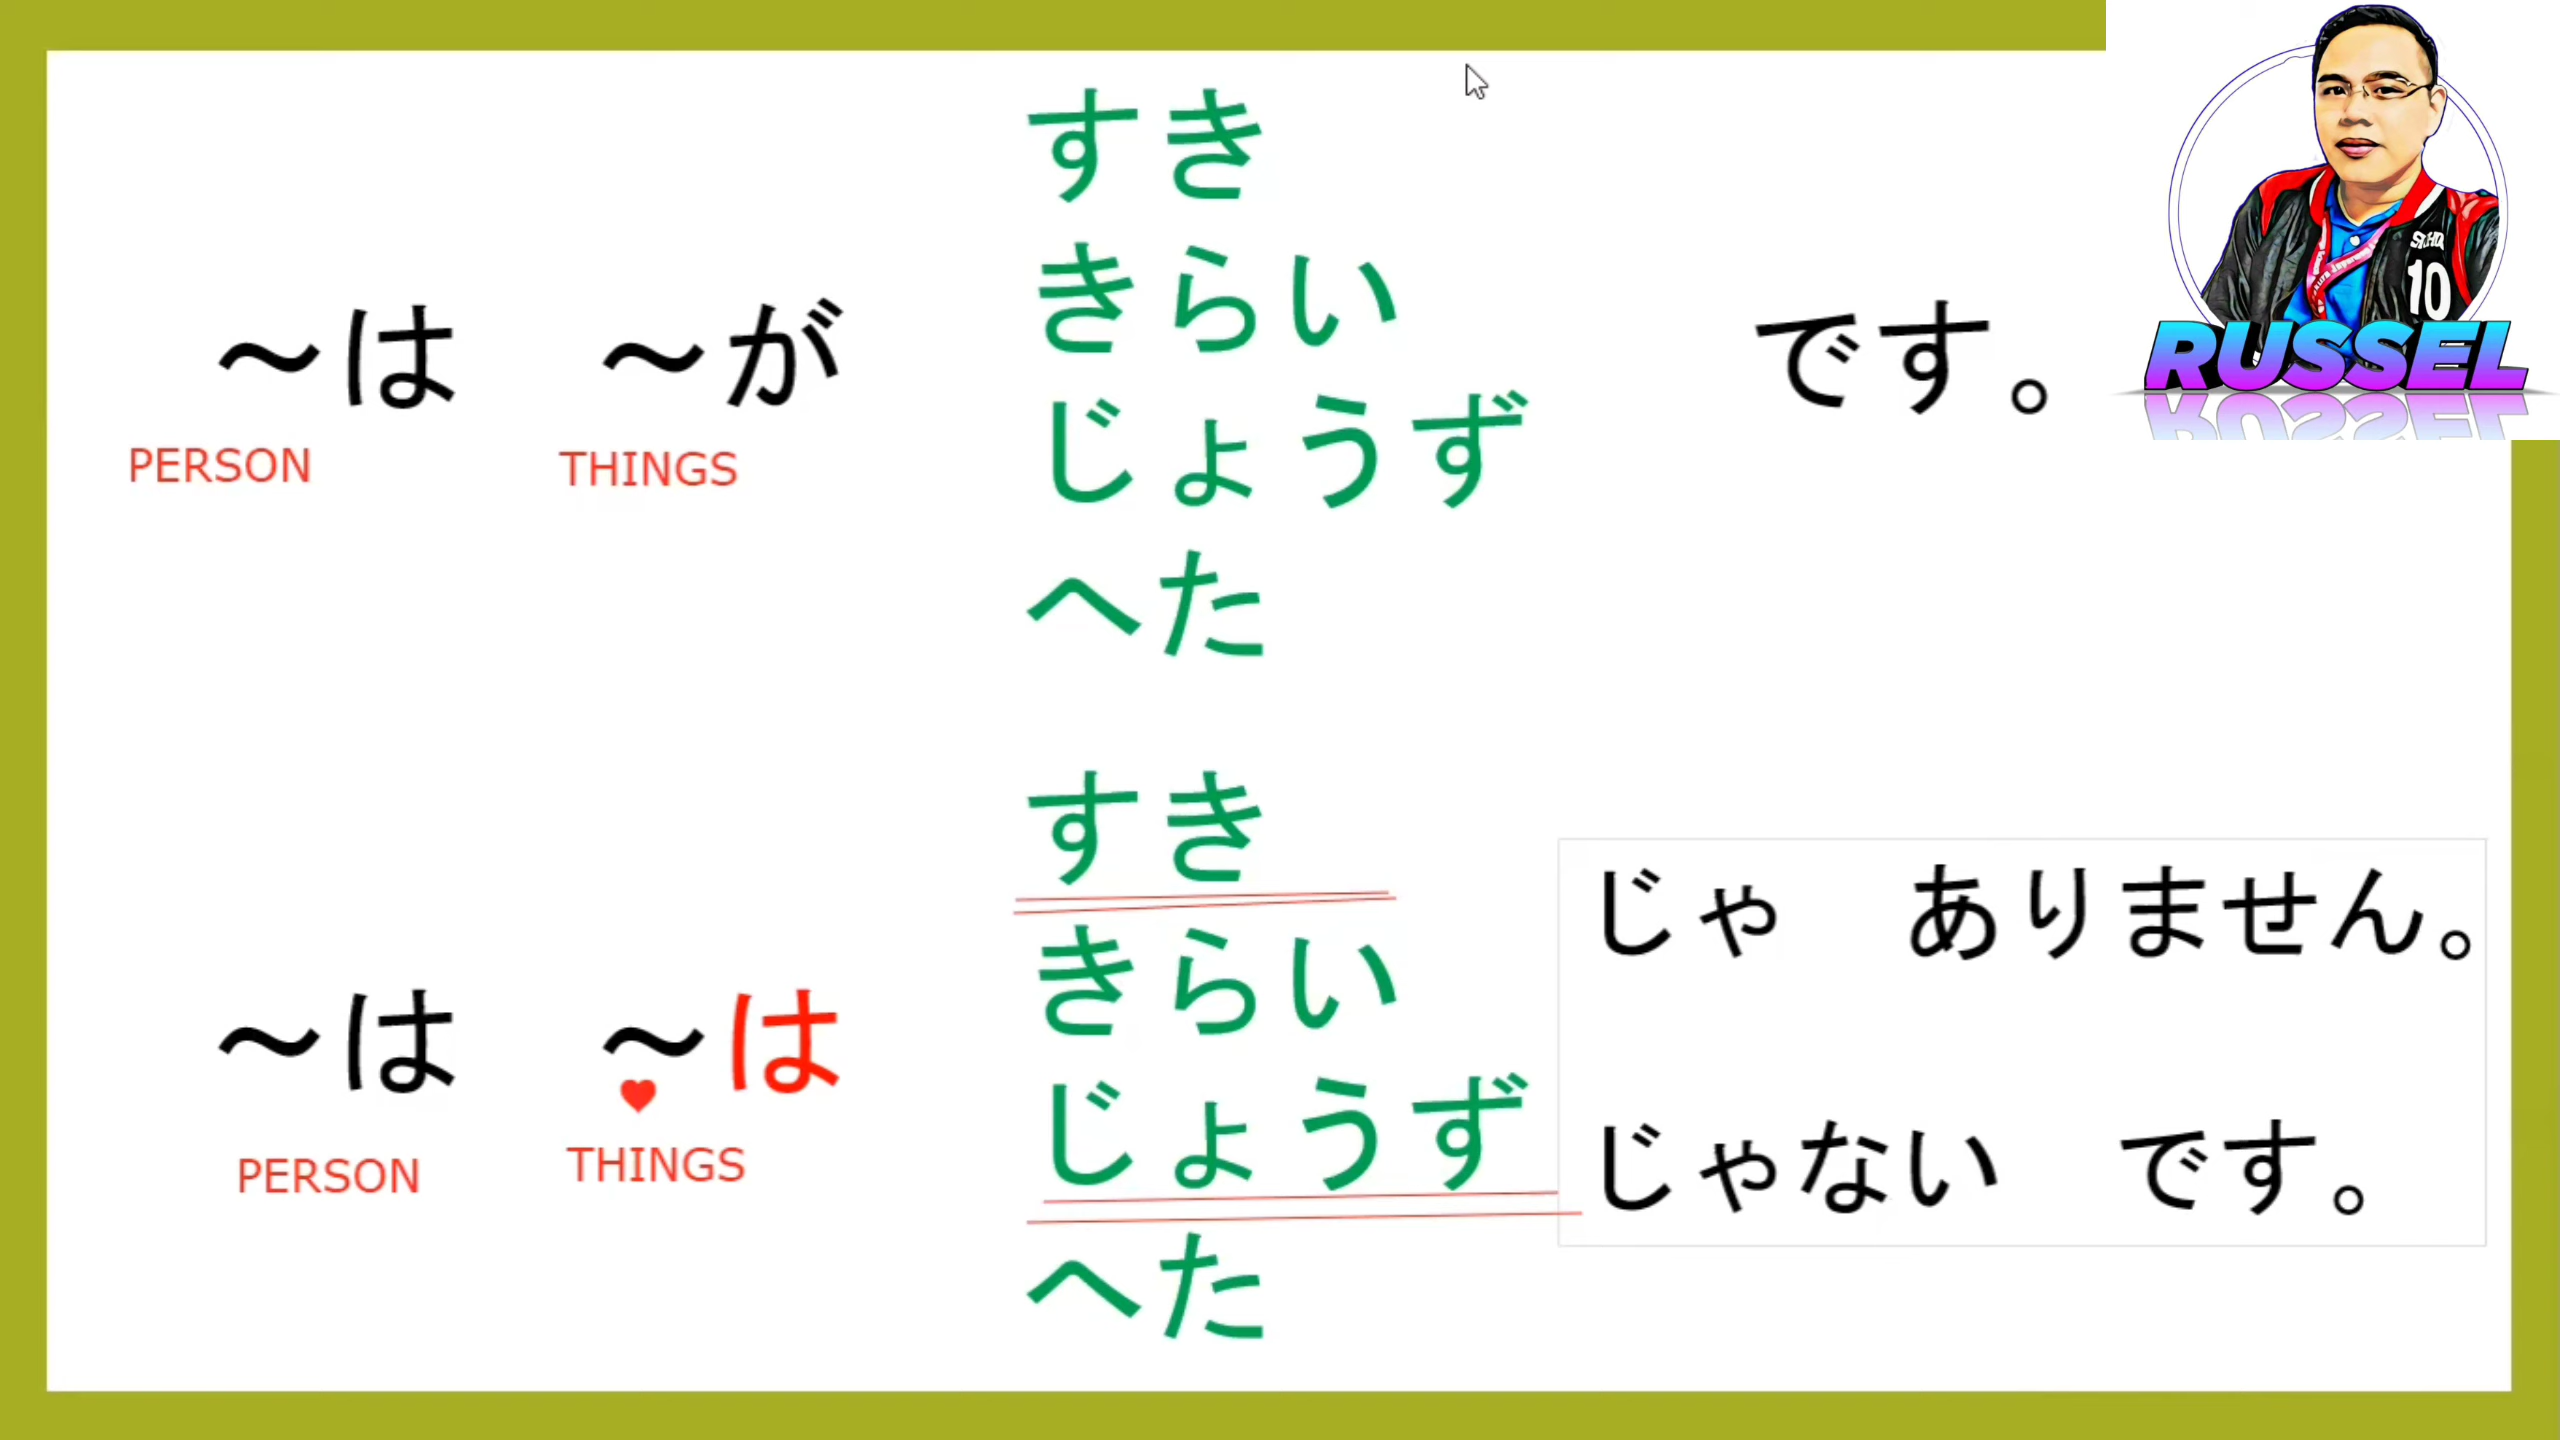 すき
きらい
じょうず
へた
～は ～が です。
PERSON THINGS
RUSSEL
SHO
10
すき
きらい
じょうず
へた
～は ～は
PERSON THINGS
じゃ ありません。
じゃない です。